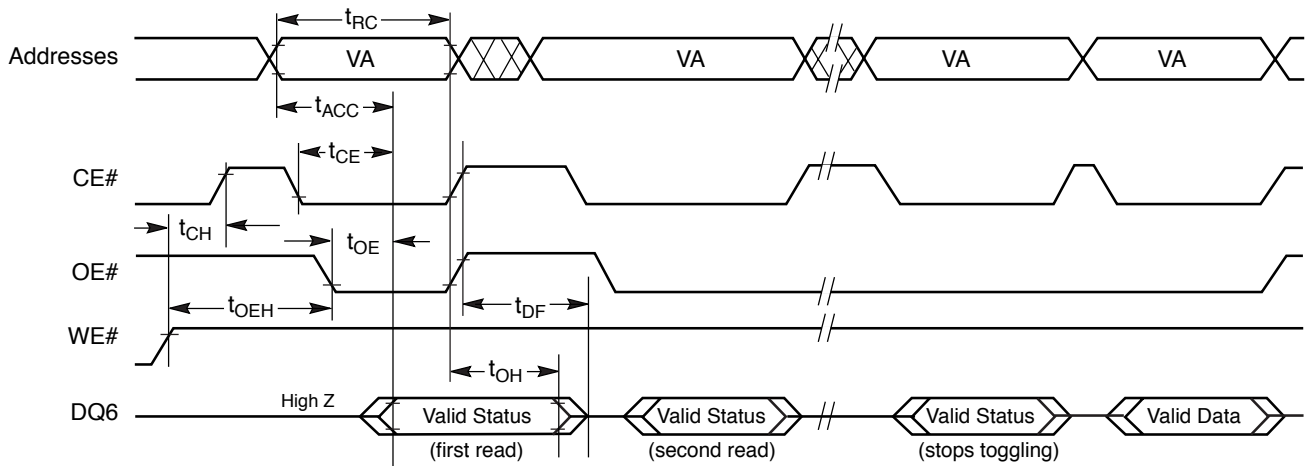 tRC
Addresses VA VA VA VA
tACC
tCE
CE#
tCH tOE
OE#
tOEH tDF
WE#
tOH
DQ6 High Z Valid Status Valid Status Valid Status Valid Data
(first read) (second read) (stops toggling)